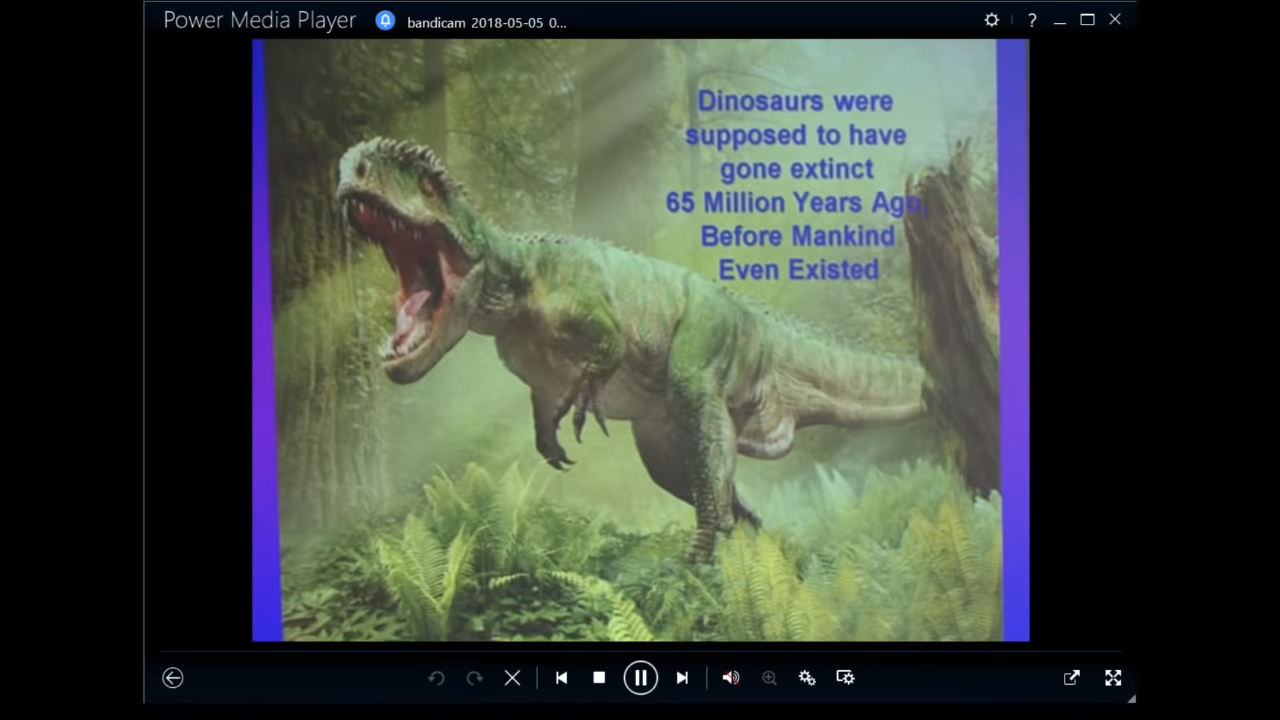 Power Media Player
bandicam 2018-05-05 0...
?
Dinosaurs were
supposed to have
gone extinct
65 Million Years Ago,
Before Mankind
Even Existed